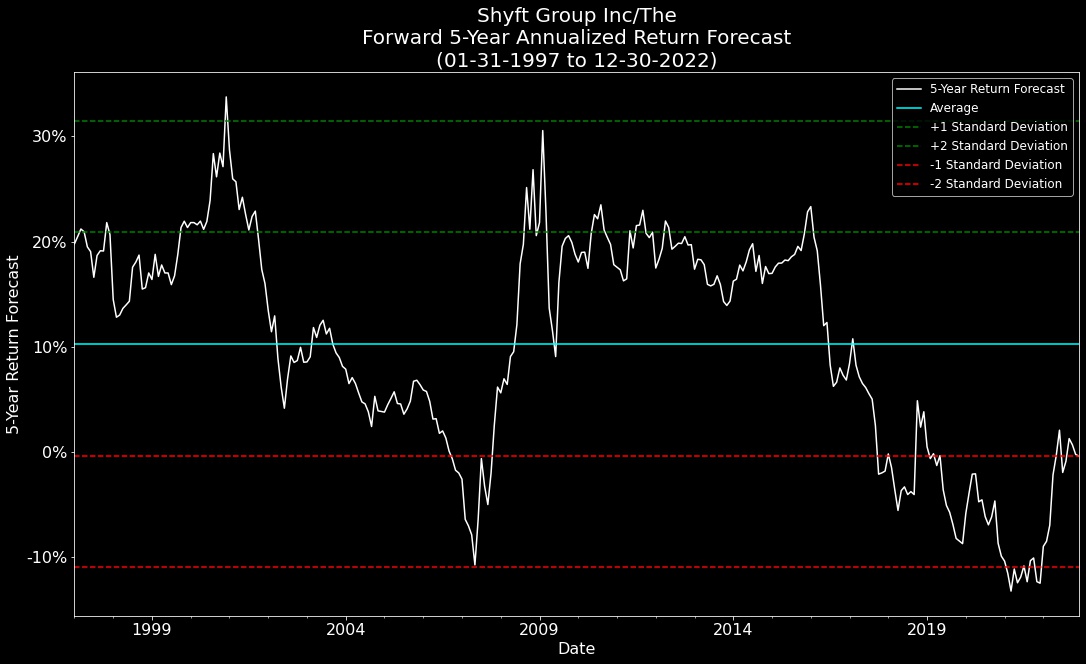 Shyft Group Inc/The
Forward 5-Year Annualized Return Forecast
(01-31-1997 to 12-30-2022)
5-Year Return Forecast
Average
+1 Standard Deviation
+2 Standard Deviation
-1 Standard Deviation
-2 Standard Deviation
5-Year Return Forecast
30%
20%
10%
0%
-10%
1999 2004 2009 2014 2019
Date